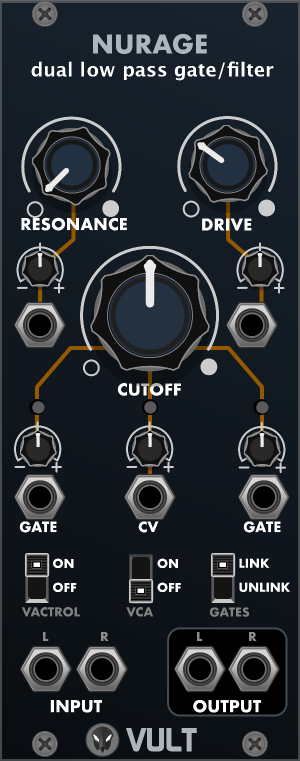 NURAGE
dual low pass gate/filter
RESONANCE DRIVE
- + - +
CUTOFF
- + - + - +
GATE CV GATE
ON ON LINK
OFF OFF UNLINK
VACTROL VCA GATES
L R L R
INPUT OUTPUT
VULT